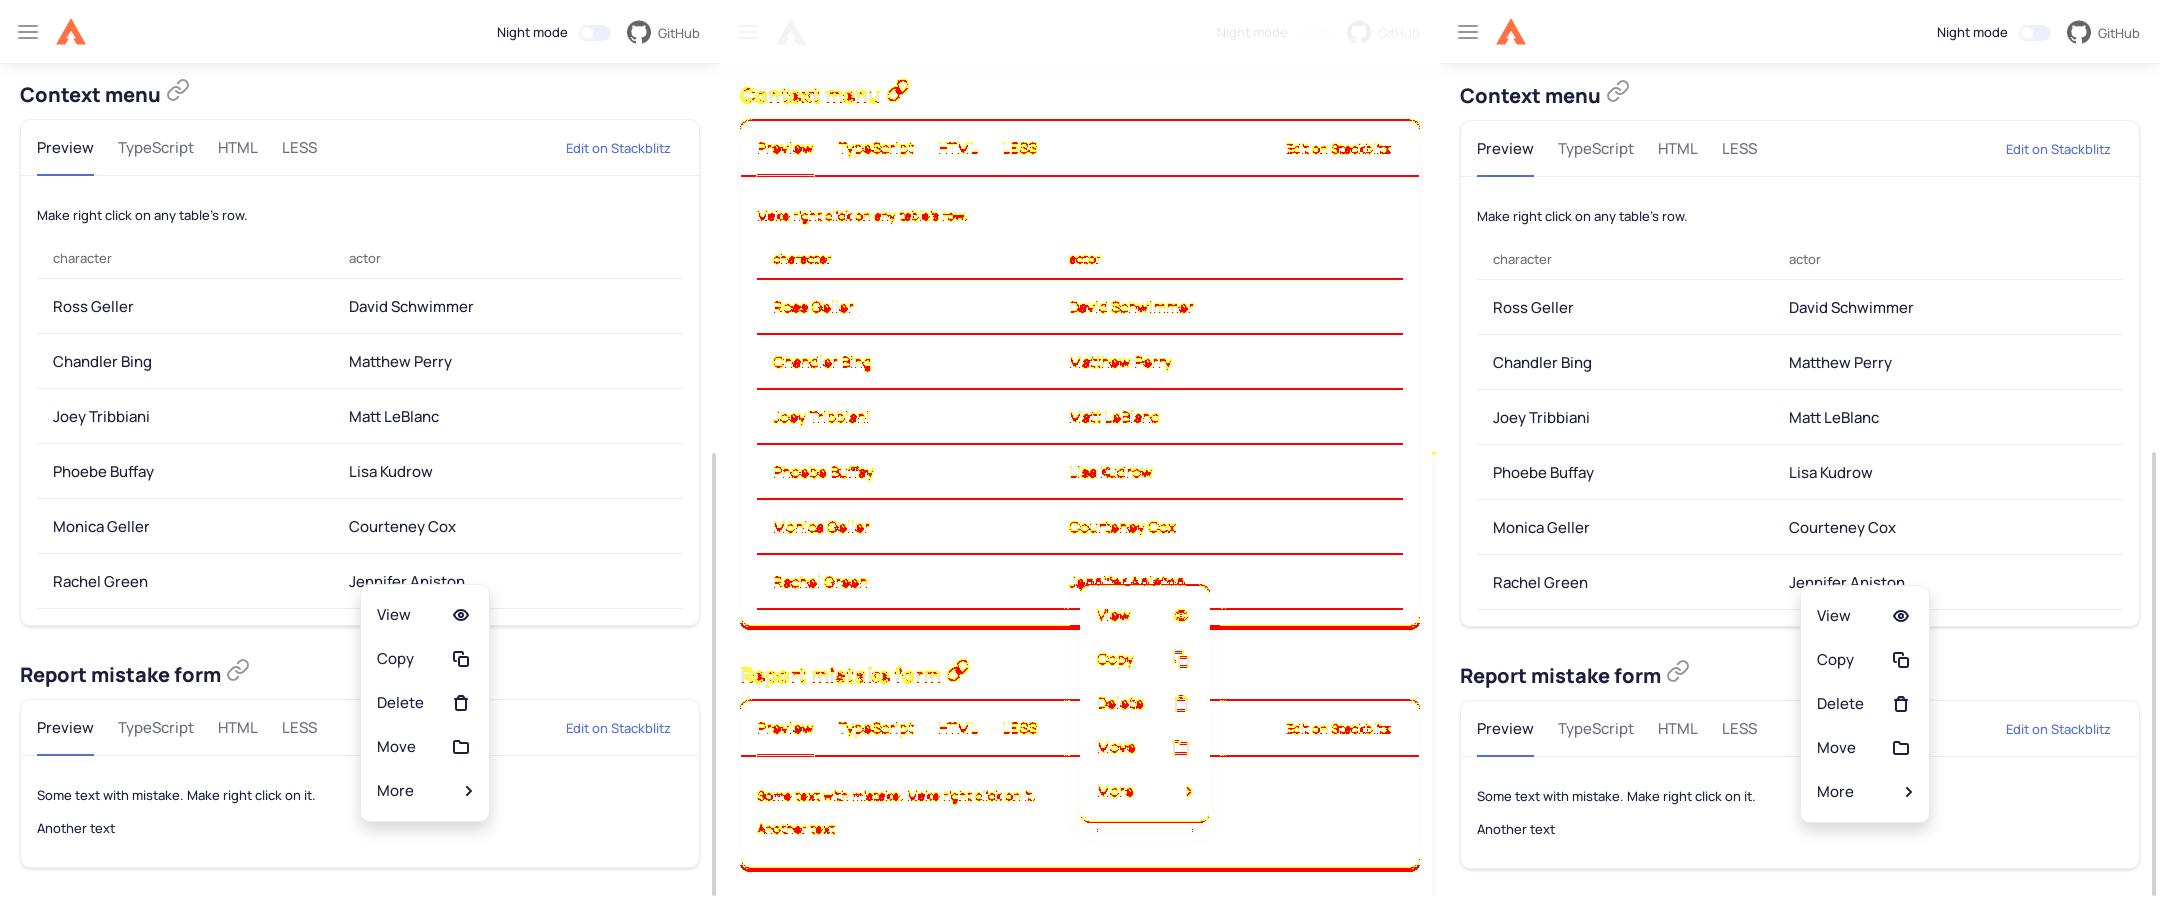 Night mode GitHub
Context menu
Preview TypeScript HTML LESS Edit on Stackblitz
Make right click on any table's row.
character actor
Ross Geller David Schwimmer
Chandler Bing Matthew Perry
Joey Tribbiani Matt LeBlanc
Phoebe Buffay Lisa Kudrow
Monica Geller Courteney Cox
Rachel Green Jennifer Aniston
View
Copy
Delete
Move
More
Report mistake form
Preview TypeScript HTML LESS Edit on Stackblitz
Some text with mistake. Make right click on it.
Another text
Night mode GitHub
Context menu
Preview TypeScript HTML LESS Edit on Stackblitz
Make right click on any table's row.
character actor
Ross Geller David Schwimmer
Chandler Bing Matthew Perry
Joey Tribbiani Matt LeBlanc
Phoebe Buffay Lisa Kudrow
Monica Geller Courteney Cox
Rachel Green Jennifer Aniston
View
Copy
Delete
Move
More
Report mistake form
Preview TypeScript HTML LESS Edit on Stackblitz
Some text with mistake. Make right click on it.
Another text
Night mode GitHub
Context menu
Preview TypeScript HTML LESS Edit on Stackblitz
Make right click on any table's row.
character actor
Ross Geller David Schwimmer
Chandler Bing Matthew Perry
Joey Tribbiani Matt LeBlanc
Phoebe Buffay Lisa Kudrow
Monica Geller Courteney Cox
Rachel Green Jennifer Aniston
View
Copy
Delete
Move
More
Report mistake form
Preview TypeScript HTML LESS Edit on Stackblitz
Some text with mistake. Make right click on it.
Another text